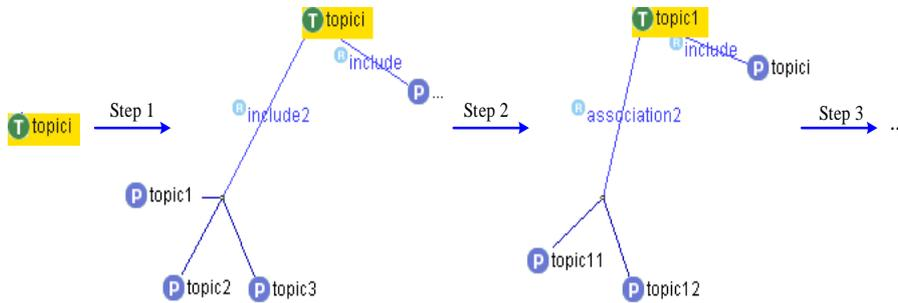 T topici
Step 1
T topici
R include
P ...
R include2
P topic1
P topic2
P topic3
Step 2
T topic1
R include
P topici
R association2
P topic11
P topic12
Step 3
...